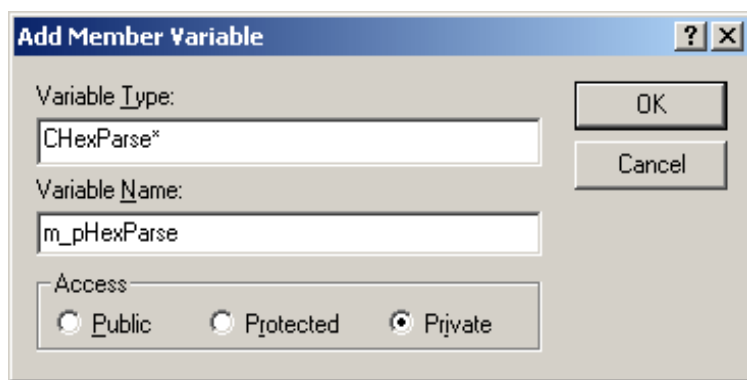 Add Member Variable
Variable Type:
OK
CHexParse*
Cancel
Variable Name:
m_pHexParse
Access
Public Protected Private